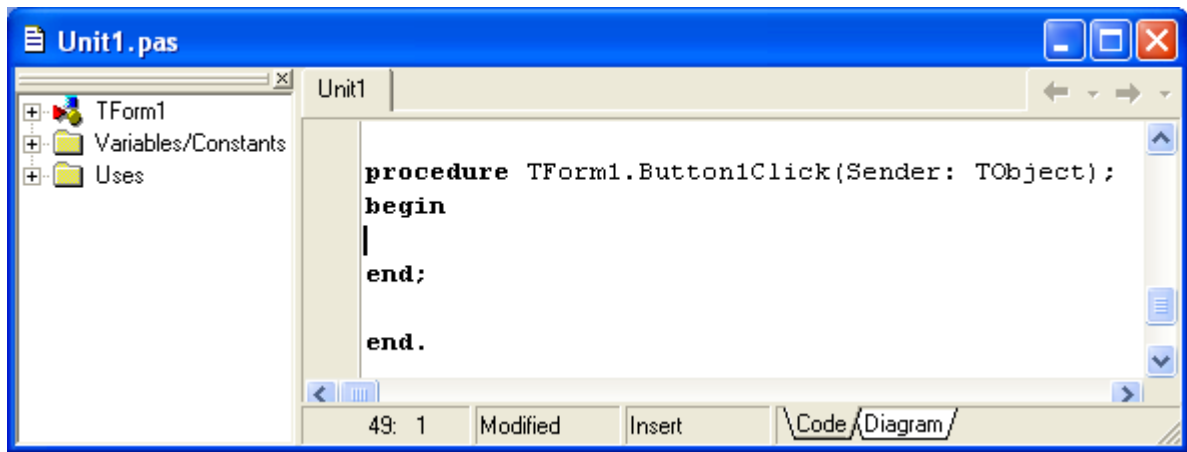 Unit1.pas
TForm1
Variables/Constants
Uses
Unit1
procedure TForm1.Button1Click(Sender: TObject);
begin
end;
end.
49: 1 Modified Insert Code Diagram